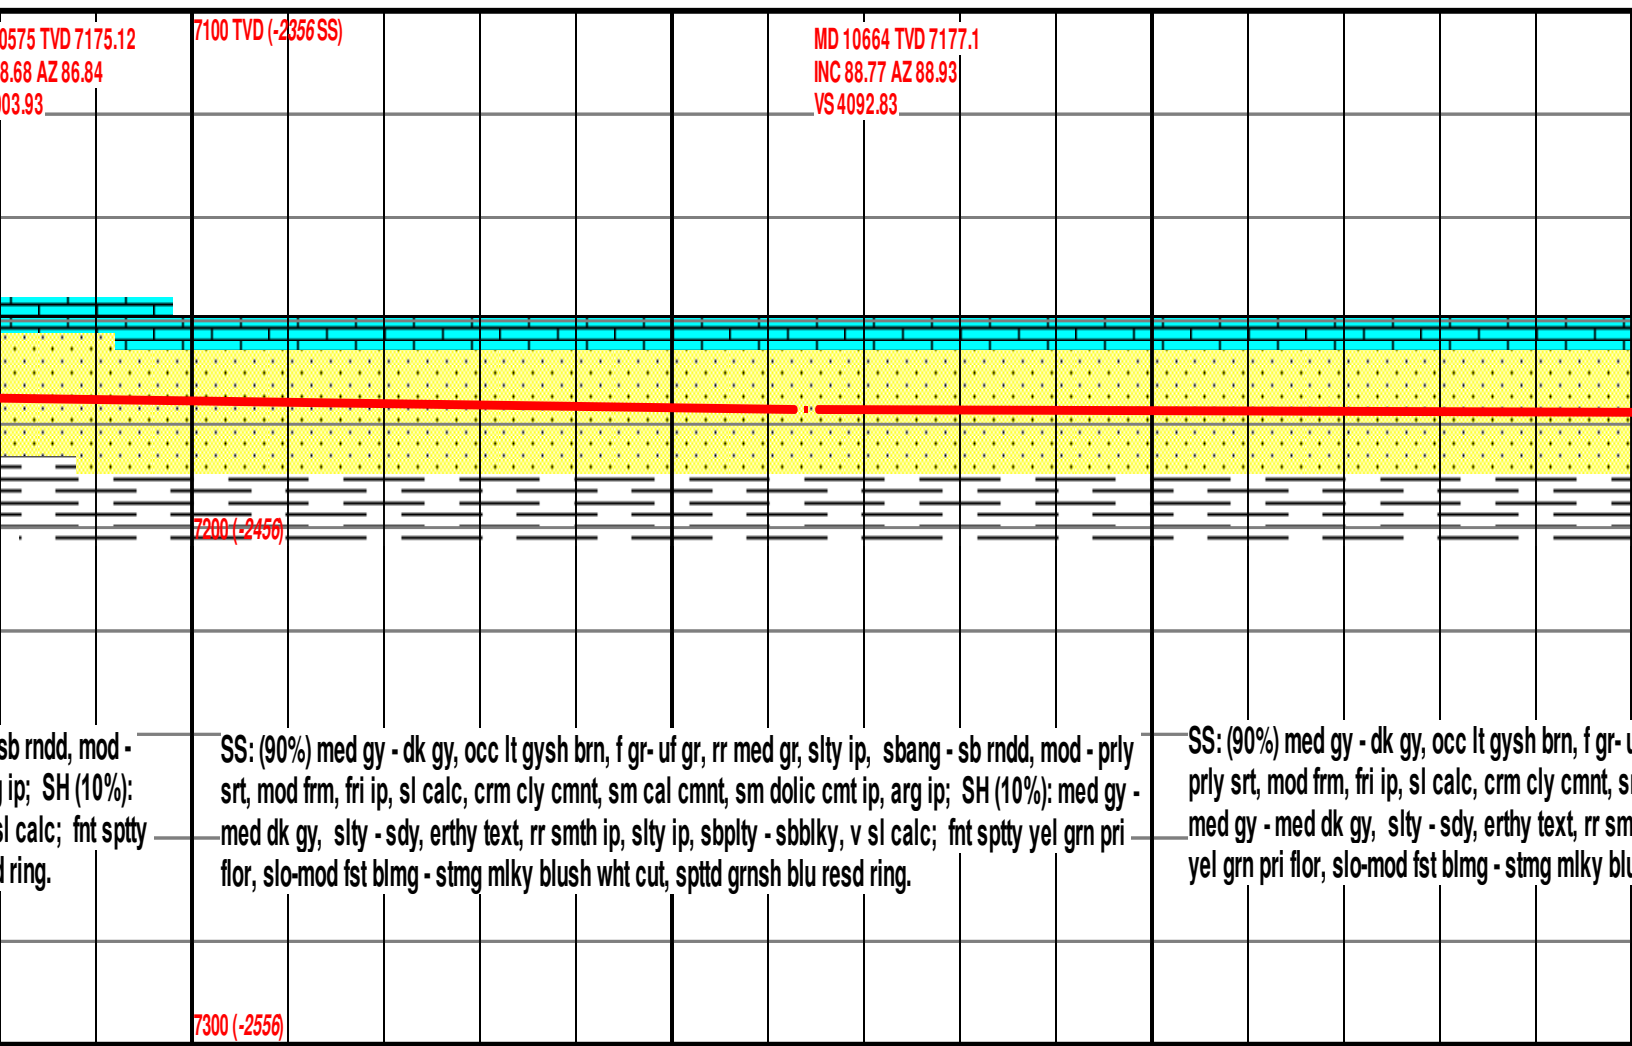 0575 TVD 7175.12
8.68 AZ 86.84
03.93
7100 TVD (-2356 SS)
MD 10664 TVD 7177.1
INC 88.77 AZ 88.93
VS 4092.83
7200 (-2456)
sb rndd, mod -
ip; SH (10%):
sl calc; fnt sptty
ring.
SS: (90%) med gy - dk gy, occ lt gysh brn, f gr- uf gr, rr med gr, slty ip, sbang - sb rndd, mod - prly
srt, mod frm, fri ip, sl calc, crm cly cmnt, sm cal cmnt, sm dolic cmt ip, arg ip; SH (10%): med gy -
med dk gy, slty - sdy, erthy text, rr smth ip, slty ip, sbplty - sbblky, v sl calc; fnt sptty yel grn pri
flor, slo-mod fst blmg - stmg mlky blush wht cut, spttd grnsh blu resd ring.
SS: (90%) med gy - dk gy, occ lt gysh brn, f gr-
prly srt, mod frm, fri ip, sl calc, crm cly cmnt,
med gy - med dk gy, slty - sdy, erthy text, rr
yel grn pri flor, slo-mod fst blmg - stmg mlky
7300 (-2556)